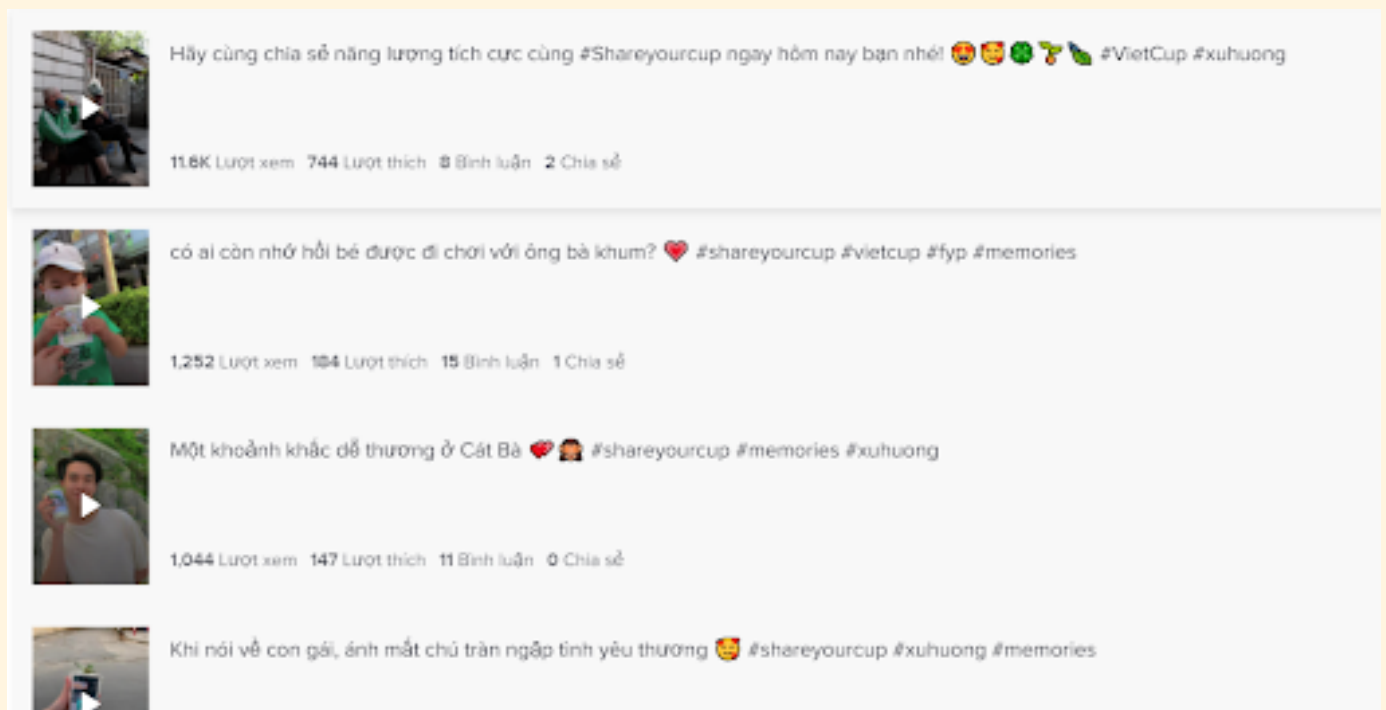 Hãy cùng chia sẻ năng lượng tích cực cùng #Shareyourcup ngay hôm nay bạn nhé! 😍🥰🍀🌱🌿 #VietCup #xuhuong
11.6K Lượt xem 744 Lượt thích 8 Bình luận 2 Chia sẻ
có ai còn nhớ hồi bé được đi chơi với ông bà khum? 💗 #shareyourcup #vietcup #fyp #memories
1,252 Lượt xem 184 Lượt thích 15 Bình luận 1 Chia sẻ
Một khoảnh khắc dễ thương ở Cát Bà 💕🙈 #shareyourcup #memories #xuhuong
1,044 Lượt xem 147 Lượt thích 11 Bình luận 0 Chia sẻ
Khi nói về con gái, ánh mắt chú tràn ngập tình yêu thương 🥰 #shareyourcup #xuhuong #memories